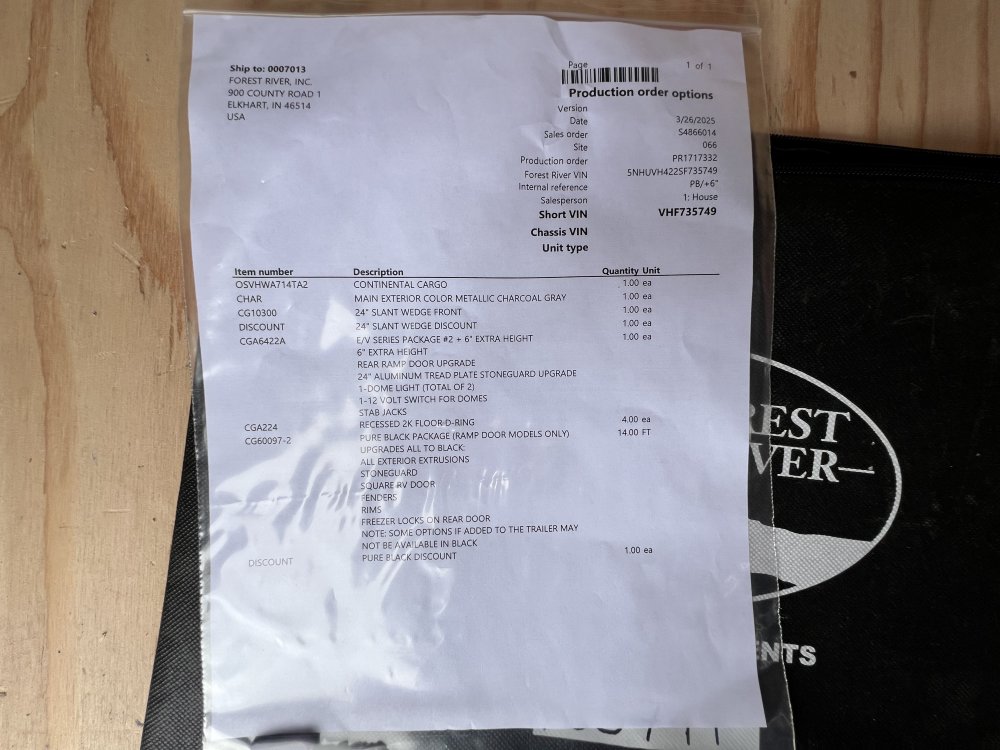 Ship to: 0007013
FOREST RIVER, INC.
900 COUNTY ROAD 1
ELKHART, IN 46514
USA
Page 1 of 1
Production order options
Version
Date 3/26/2025
Sales order S4866014
Site 066
Production order PR1717332
Forest River VIN 5NHUVH422SF735749
Internal reference PB/+6"
Salesperson 1: House
Short VIN VHF735749
Chassis VIN
Unit type
Item number Description Quantity Unit
OSVHWA714TA2 CONTINENTAL CARGO 1.00 ea
CHAR MAIN EXTERIOR COLOR METALLIC CHARCOAL GRAY 1.00 ea
CG10300 24" SLANT WEDGE FRONT 1.00 ea
DISCOUNT 24" SLANT WEDGE DISCOUNT 1.00 ea
CGA6422A E/V SERIES PACKAGE #2 + 6" EXTRA HEIGHT 1.00 ea
6" EXTRA HEIGHT
REAR RAMP DOOR UPGRADE
24" ALUMINUM TREAD PLATE STONEGUARD UPGRADE
1-DOME LIGHT (TOTAL OF 2)
1-12 VOLT SWITCH FOR DOMES
STAB JACKS
CGA224 RECESSED 2K FLOOR-D-RING 4.00 ea
CG60097-2 PURE BLACK PACKAGE (RAMP DOOR MODELS ONLY) 14.00 FT
UPGRADES ALL TO BLACK:
ALL EXTERIOR EXTRUSIONS
STONEGUARD
SQUARE RV DOOR
FENDERS
RIMS
FREEZER LOCKS ON REAR DOOR
NOTE: SOME OPTIONS IF ADDED TO THE TRAILER MAY
NOT BE AVAILABLE IN BLACK
DISCOUNT PURE BLACK DISCOUNT 1.00 ea
REST
VER
ENTS